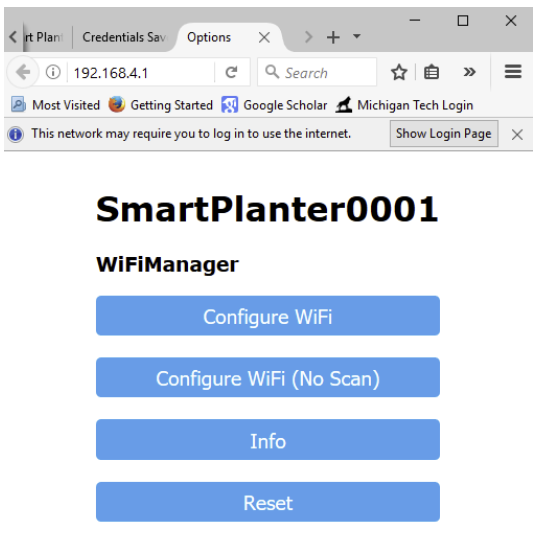 rt Plant Credentials Sav Options
192.168.4.1 Search
Most Visited Getting Started Google Scholar Michigan Tech Login
This network may require you to log in to use the internet. Show Login Page
SmartPlanter0001
WiFiManager
Configure WiFi
Configure WiFi (No Scan)
Info
Reset